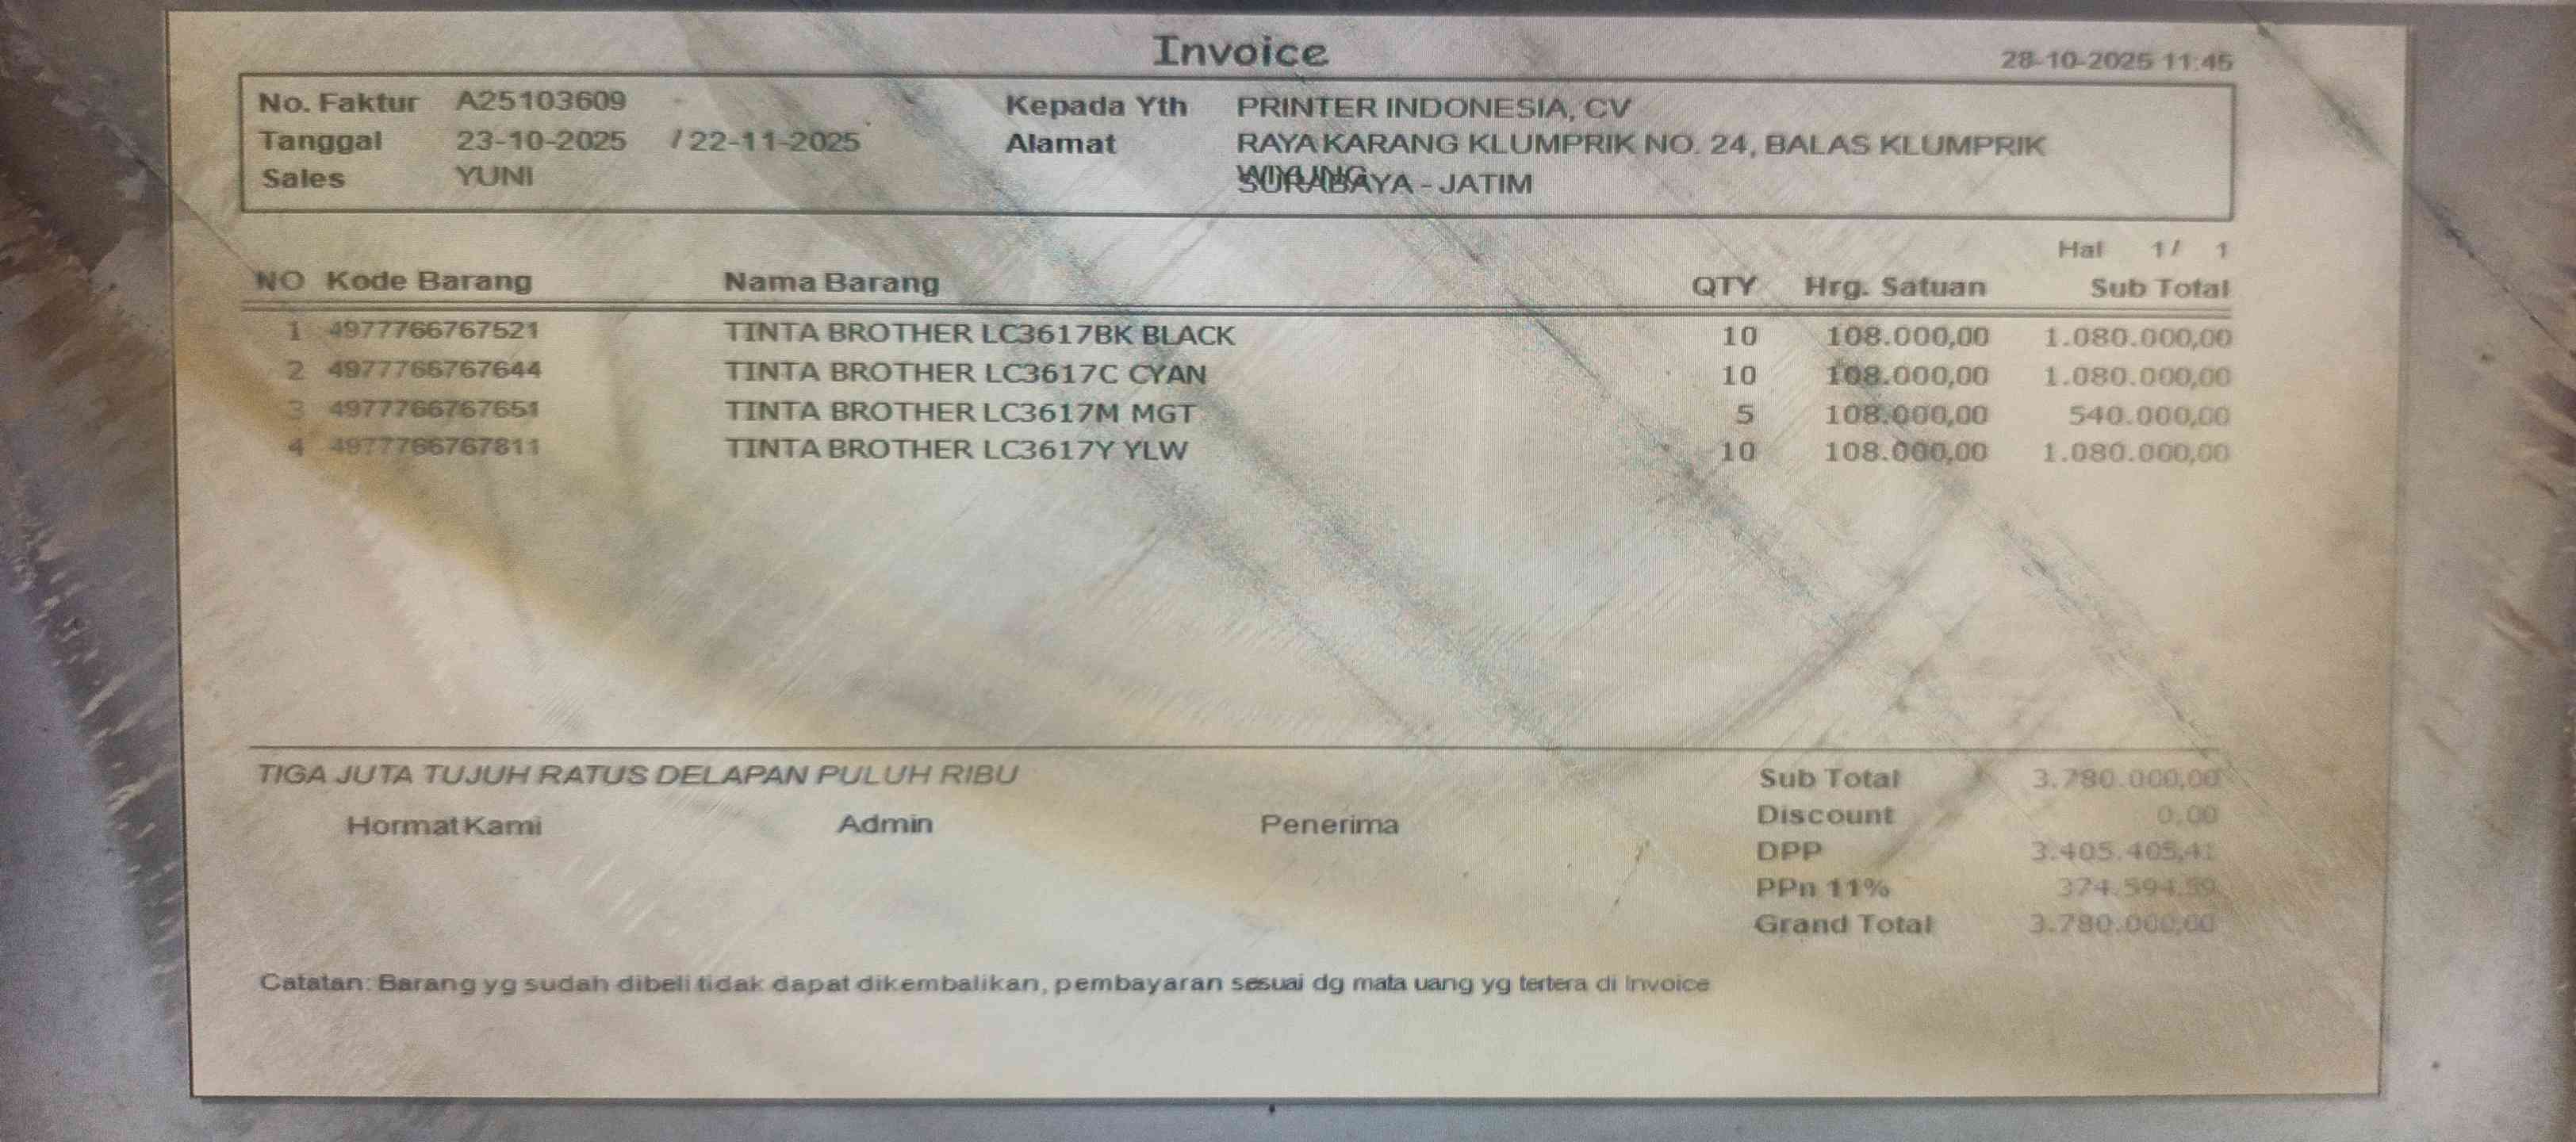 Invoice
28-10-2025 11:45
No. Faktur A25103609
Kepada Yth PRINTER INDONESIA, CV
Tanggal 23-10-2025 / 22-11-2025
Alamat RAYA KARANG KLUMPRIK NO. 24, BALAS KLUMPRIK
WIYUNG
Sales YUNI
SURABAYA - JATIM
Hal 1 / 1
NO Kode Barang Nama Barang QTY Hrg. Satuan Sub Total
1 4977766767521 TINTA BROTHER LC3617BK BLACK 10 108.000,00 1.080.000,00
2 4977766767644 TINTA BROTHER LC3617C CYAN 10 108.000,00 1.080.000,00
3 4977766767651 TINTA BROTHER LC3617M MGT 5 108.000,00 540.000,00
4 4977766767811 TINTA BROTHER LC3617Y YLW 10 108.000,00 1.080.000,00
TIGA JUTA TUJUH RATUS DELAPAN PULUH RIBU
Sub Total 3.780.000,00
Hormat Kami Admin Penerima
Discount 0,00
DPP 3.405.405,41
PPn 11% 374.594,59
Grand Total 3.780.000,00
Catatan: Barang yg sudah dibeli tidak dapat dikembalikan, pembayaran sesuai dg mata uang yg tertera di Invoice